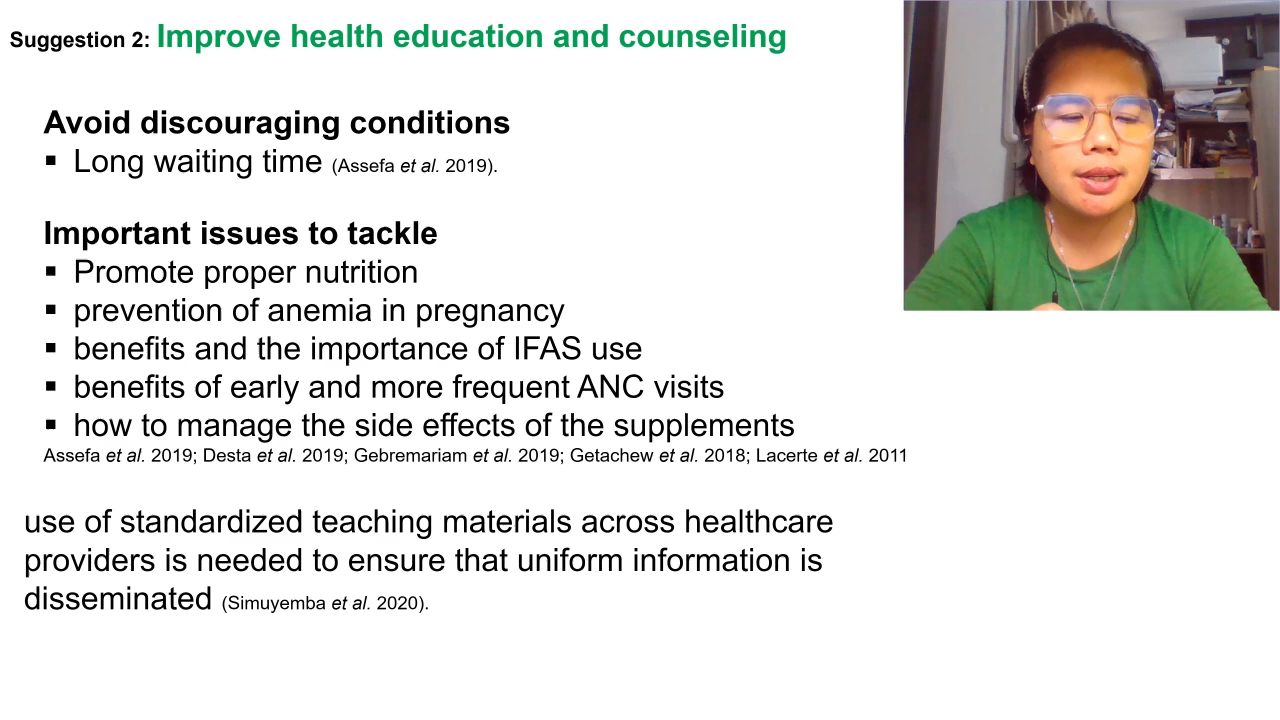 Suggestion 2: Improve health education and counseling
Avoid discouraging conditions
▪ Long waiting time (Assefa et al. 2019).
Important issues to tackle
▪ Promote proper nutrition
▪ prevention of anemia in pregnancy
▪ benefits and the importance of IFAS use
▪ benefits of early and more frequent ANC visits
▪ how to manage the side effects of the supplements
Assefa et al. 2019; Desta et al. 2019; Gebremariam et al. 2019; Getachew et al. 2018; Lacerte et al. 2011
use of standardized teaching materials across healthcare
providers is needed to ensure that uniform information is
disseminated (Simuyemba et al. 2020).